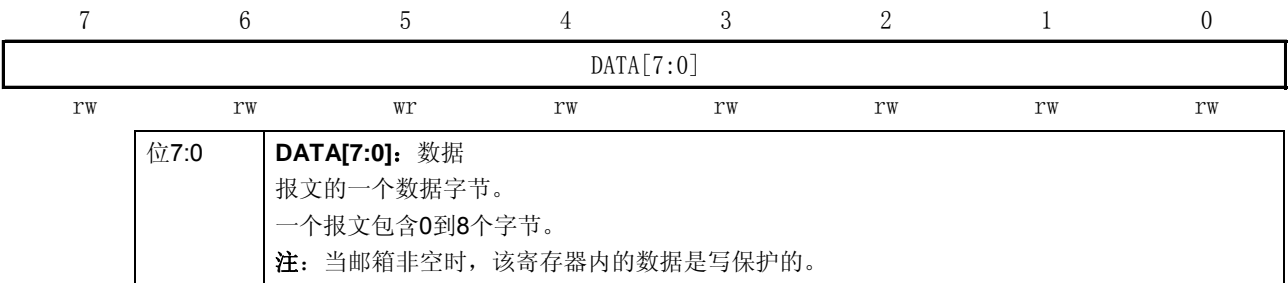 7 6 5 4 3 2 1 0
DATA[7:0]
rw rw wr rw rw rw rw rw
位7:0 DATA[7:0]：数据
报文的一个数据字节。
一个报文包含0到8个字节。
注：当邮箱非空时，该寄存器内的数据是写保护的。